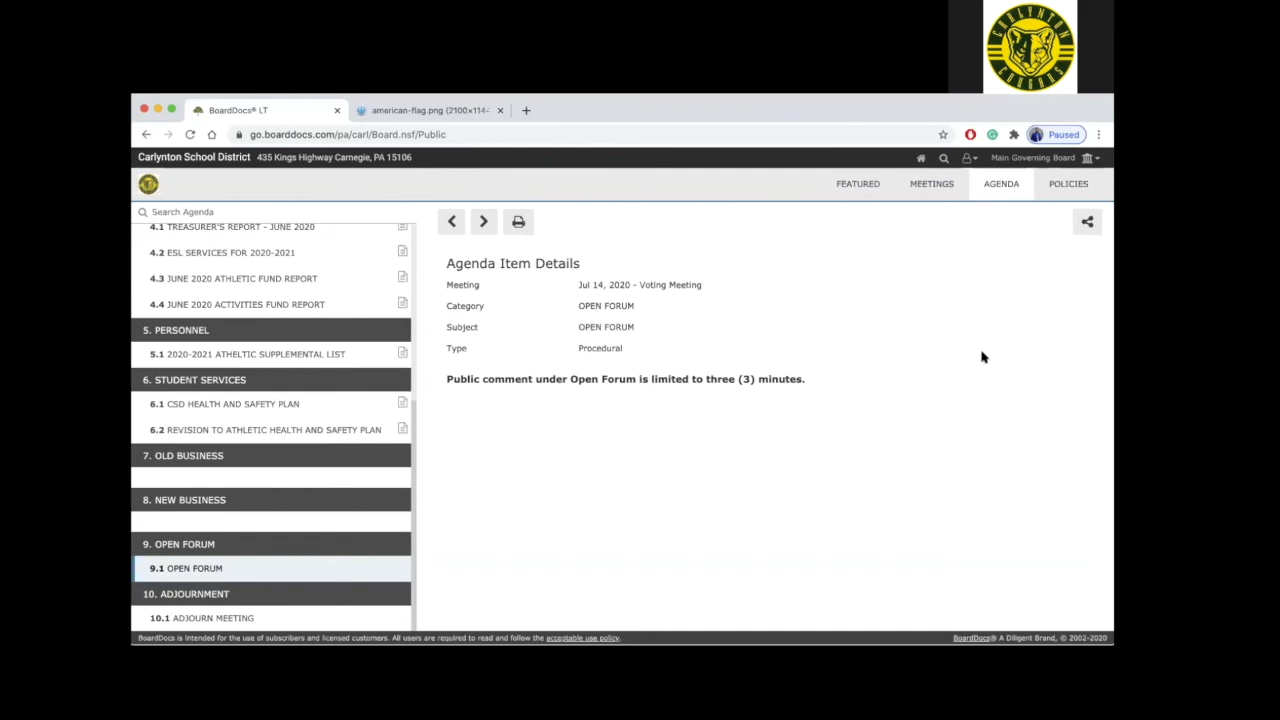 CARLYNTON
COUGARS
BoardDocs® LT
american-flag.png (2100×114
go.boarddocs.com/pa/carl/Board.nsf/Public
Paused
Carlynton School District 435 Kings Highway Carnegie, PA 15106
Main Governing Board
FEATURED MEETINGS AGENDA POLICIES
Search Agenda
4.1 TREASURER'S REPORT - JUNE 2020
4.2 ESL SERVICES FOR 2020-2021
4.3 JUNE 2020 ATHLETIC FUND REPORT
4.4 JUNE 2020 ACTIVITIES FUND REPORT
5. PERSONNEL
5.1 2020-2021 ATHELTIC SUPPLEMENTAL LIST
6. STUDENT SERVICES
6.1 CSD HEALTH AND SAFETY PLAN
6.2 REVISION TO ATHLETIC HEALTH AND SAFETY PLAN
7. OLD BUSINESS
8. NEW BUSINESS
9. OPEN FORUM
9.1 OPEN FORUM
10. ADJOURNMENT
10.1 ADJOURN MEETING
Agenda Item Details
Meeting Jul 14, 2020 - Voting Meeting
Category OPEN FORUM
Subject OPEN FORUM
Type Procedural
Public comment under Open Forum is limited to three (3) minutes.
BoardDocs is intended for the use of subscribers and licensed customers. All users are required to read and follow the acceptable use policy.
BoardDocs® A Diligent Brand, © 2002-2020